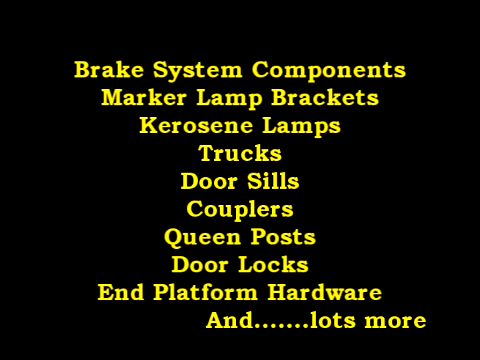 Brake System Components
Marker Lamp Brackets
Kerosene Lamps
Trucks
Door Sills
Couplers
Queen Posts
Door Locks
End Platform Hardware
And.......lots more